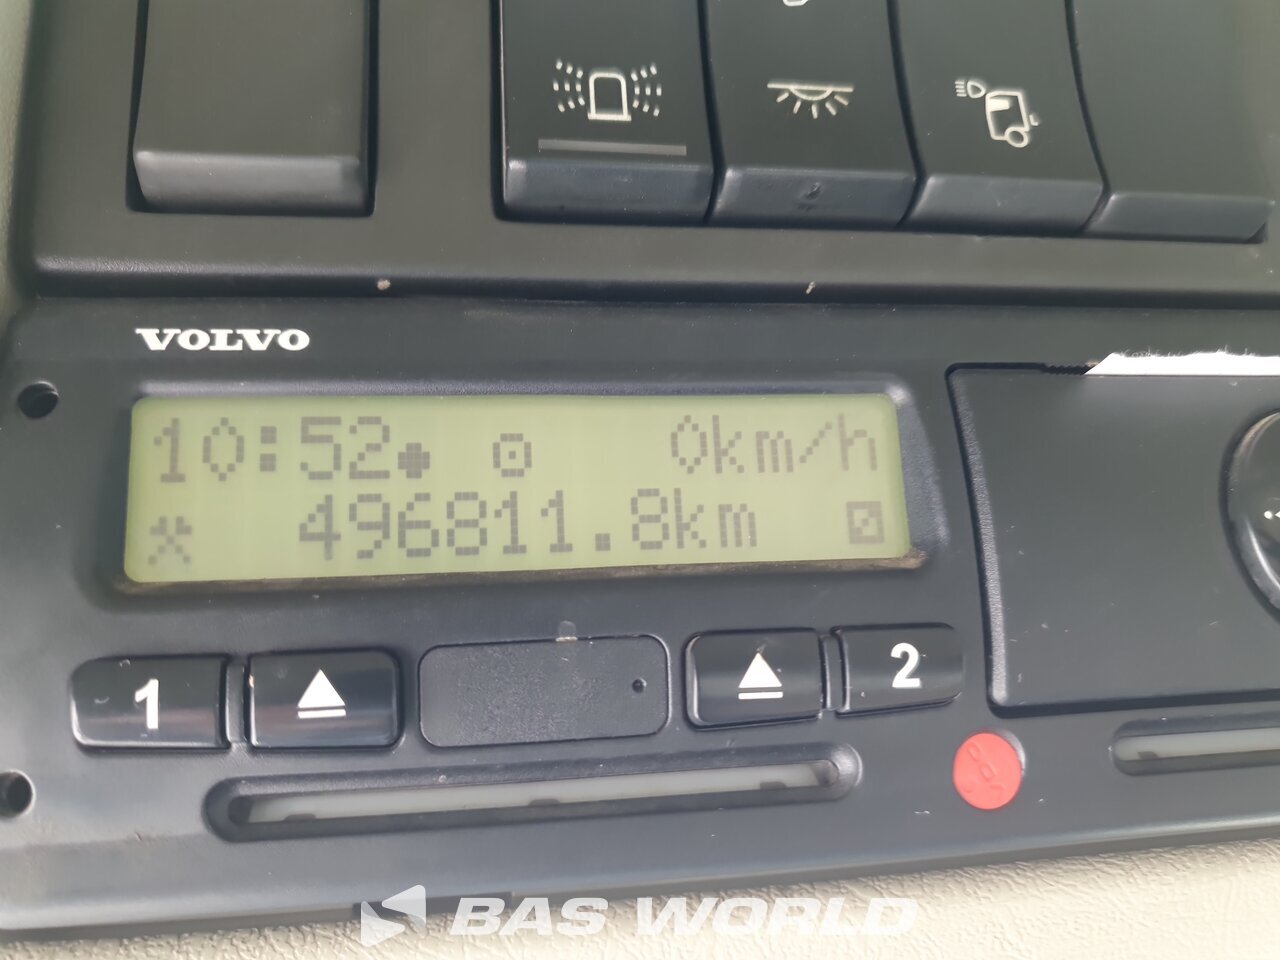 VOLVO
10:52 0km/h
496811.8km
1 2
BAS WORLD